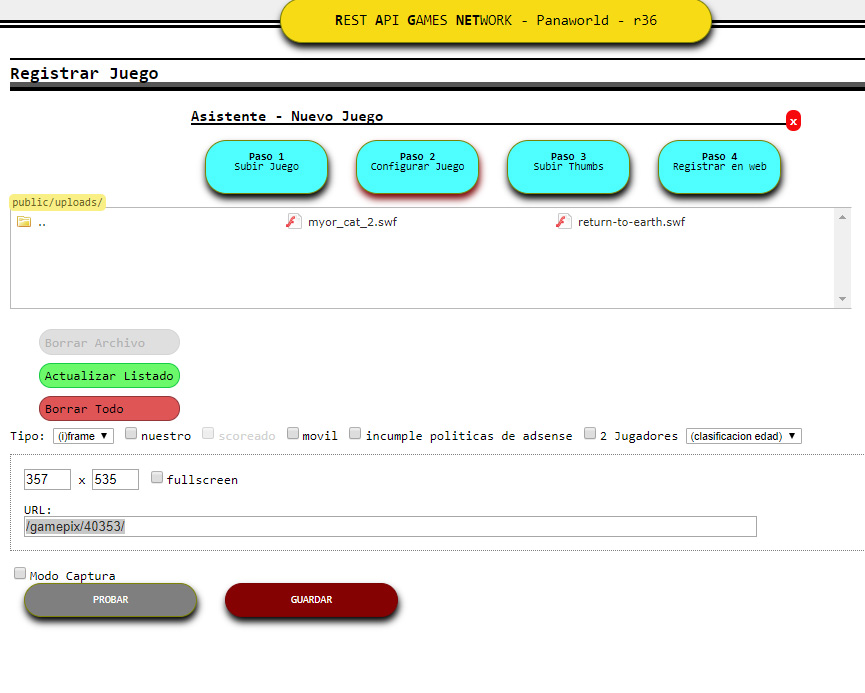 REST API GAMES NETWORK - Panaworld - r36
Registrar Juego
Asistente - Nuevo Juego
x
Paso 1
Subir Juego
Paso 2
Configurar Juego
Paso 3
Subir Thumbs
Paso 4
Registrar en web
public/uploads/
.. myor_cat_2.swf return-to-earth.swf
Borrar Archivo
Actualizar Listado
Borrar Todo
Tipo: (i)frame nuestro scoreado movil incumple politicas de adsense 2 Jugadores (clasificacion edad)
357 x 535 fullscreen
URL:
/gamepix/40353/
Modo Captura
PROBAR GUARDAR